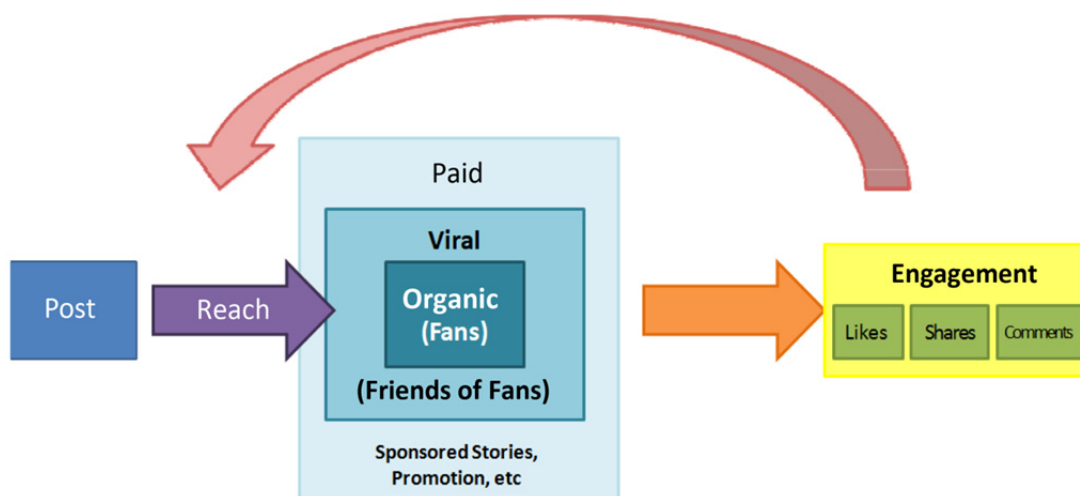 Post
Reach
Paid
Viral
Organic
(Fans)
(Friends of Fans)
Sponsored Stories,
Promotion, etc
Engagement
Likes
Shares
Comments